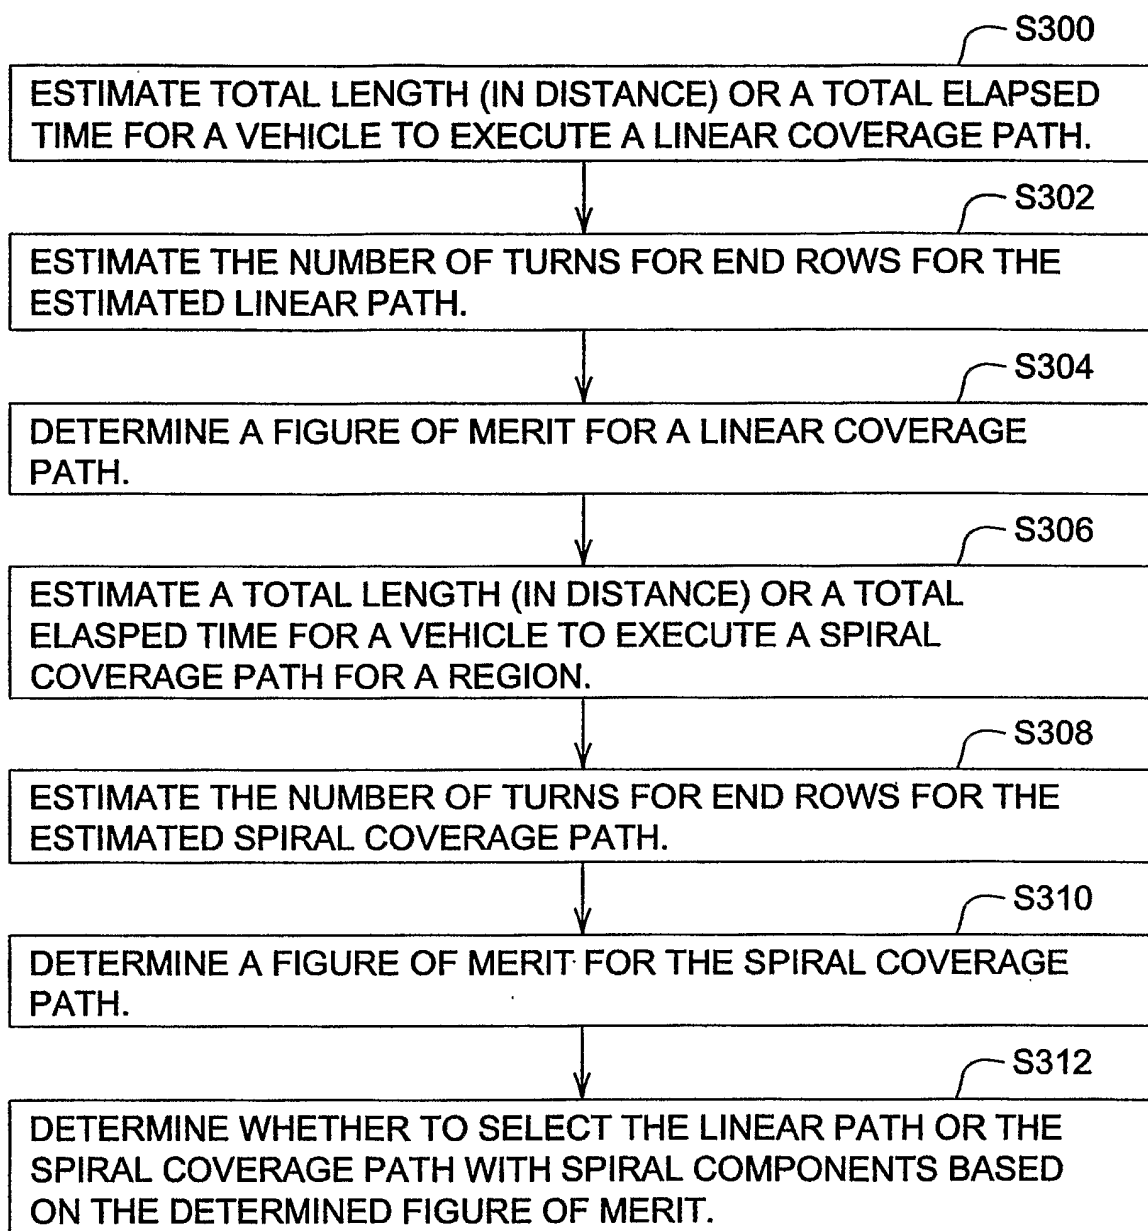 S300
ESTIMATE TOTAL LENGTH (IN DISTANCE) OR A TOTAL ELAPSED
TIME FOR A VEHICLE TO EXECUTE A LINEAR COVERAGE PATH.
S302
ESTIMATE THE NUMBER OF TURNS FOR END ROWS FOR THE
ESTIMATED LINEAR PATH.
S304
DETERMINE A FIGURE OF MERIT FOR A LINEAR COVERAGE
PATH.
S306
ESTIMATE A TOTAL LENGTH (IN DISTANCE) OR A TOTAL
ELASPED TIME FOR A VEHICLE TO EXECUTE A SPIRAL
COVERAGE PATH FOR A REGION.
S308
ESTIMATE THE NUMBER OF TURNS FOR END ROWS FOR THE
ESTIMATED SPIRAL COVERAGE PATH.
S310
DETERMINE A FIGURE OF MERIT FOR THE SPIRAL COVERAGE
PATH.
S312
DETERMINE WHETHER TO SELECT THE LINEAR PATH OR THE
SPIRAL COVERAGE PATH WITH SPIRAL COMPONENTS BASED
ON THE DETERMINED FIGURE OF MERIT.